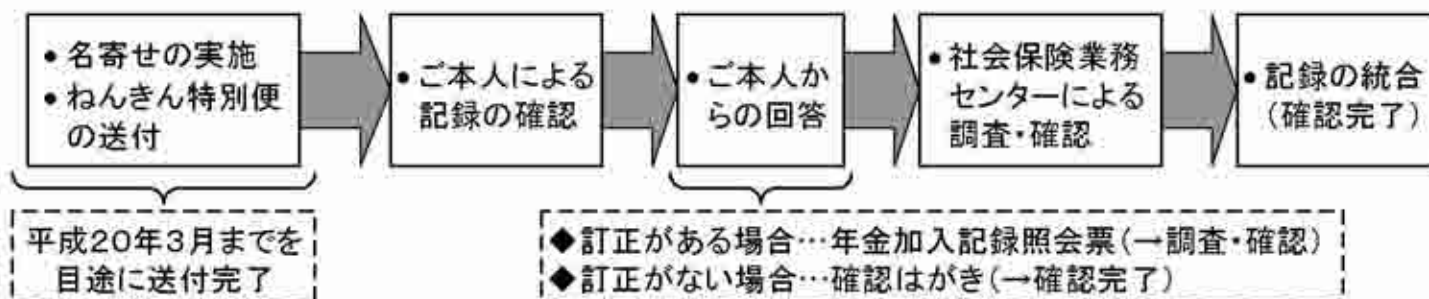 ● 名寄せの実施
● ねんきん特別便
の送付
● ご本人による
記録の確認
● ご本人か
らの回答
● 社会保険業務
センターによる
調査・確認
● 記録の統合
（確認完了）
平成20年3月までを
目途に送付完了
◆訂正がある場合…年金加入記録照会票（→調査・確認）
◆訂正がない場合…確認はがき（→確認完了）